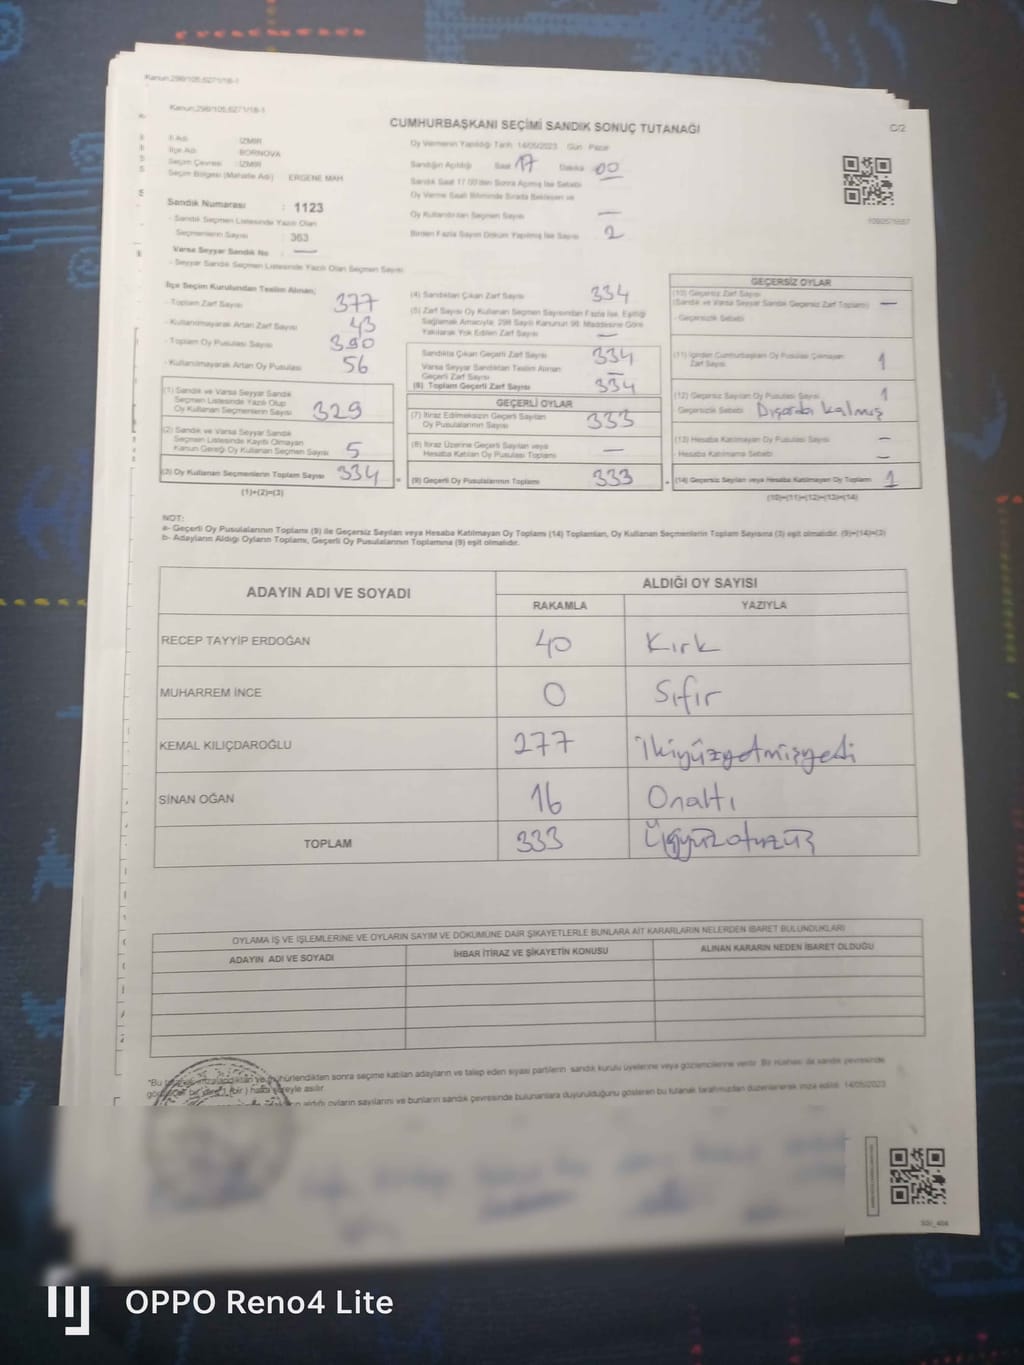 Kanun;298/105,6271/18-1
Kanun;298/105,6271/18-1
CUMHURBAŞKANI SEÇİMİ SANDIK SONUÇ TUTANAĞI
C/2
İl Adı : İZMİR
İlçe Adı : BORNOVA
Seçim Çevresi : İZMİR
Seçim Bölgesi (Mahalle Adı) ERGENE MAH
Sandık Numarası : 1123
- Sandık Seçmen Listesinde Yazılı Olan
Seçmenlerin Sayısı : 363
Varsa Seyyar Sandık No : —
- Seyyar Sandık Seçmen Listesinde Yazılı Olan Seçmen Sayısı
Oy Vermenin Yapıldığı Tarih 14/05/2023 Gün : Pazar
Sandığın Açıldığı Saat 17 Dakika 00
Sandık Saat 17.00'den Sonra Açılmış İse Sebebi
Oy Verme Saati Bitiminde Sırada Bekleyen ve
Oy Kullandırılan Seçmen Sayısı —
Birden Fazla Sayım Döküm Yapılmış İse Sayısı 2
İlçe Seçim Kurulundan Teslim Alınan;
- Toplam Zarf Sayısı 377
- Kullanılmayarak Artan Zarf Sayısı 43
- Toplam Oy Pusulası Sayısı 390
- Kullanılmayarak Artan Oy Pusulası 56
(1) Sandık ve Varsa Seyyar Sandık
Seçmen Listesinde Yazılı Olup
Oy Kullanan Seçmenlerin Sayısı 329
(2) Sandık ve Varsa Seyyar Sandık
Seçmen Listesinde Kayıtlı Olmayan
Kanun Gereği Oy Kullanan Seçmen Sayısı 5
(3) Oy Kullanan Seçmenlerin Toplam Sayısı 334
(1)+(2)=(3)
(4) Sandıktan Çıkan Zarf Sayısı 334
(5) Zarf Sayısı Oy Kullanan Seçmen Sayısından Fazla İse, Eşitliği
Sağlamak Amacıyla; 298 Sayılı Kanunun 98. Maddesine Göre
Yakılarak Yok Edilen Zarf Sayısı —
Sandıkta Çıkan Geçerli Zarf Sayısı 334
Varsa Seyyar Sandıktan Teslim Alınan
Geçerli Zarf Sayısı —
(6) Toplam Geçerli Zarf Sayısı 334
GEÇERLİ OYLAR
(7) İtiraz Edilmeksizin Geçerli Sayılan
Oy Pusulalarının Sayısı 333
(8) İtiraz Üzerine Geçerli Sayılan veya
Hesaba Katılan Oy Pusulası Toplamı —
(9) Geçerli Oy Pusulalarının Toplamı 333
GEÇERSİZ OYLAR
(10) Geçersiz Zarf Sayısı
(Sandık ve Varsa Seyyar Sandık Geçersiz Zarf Toplamı) —
- Geçersizlik Sebebi
(11) İçinden Cumhurbaşkanı Oy Pusulası Çıkmayan
Zarf Sayısı 1
(12) Geçersiz Sayılan Oy Pusulası Sayısı 1
Geçersizlik Sebebi Dışarıda kalmış
(13) Hesaba Katılmayan Oy Pusulası Sayısı —
- Hesaba Katılmama Sebebi —
(14) Geçersiz Sayılan veya Hesaba Katılmayan Oy Toplamı 1
(10)+(11)+(12)+(13)=(14)
NOT:
a- Geçerli Oy Pusulalarının Toplamı (9) ile Geçersiz Sayılan veya Hesaba Katılmayan Oy Toplamı (14) Toplamları, Oy Kullanan Seçmenlerin Toplam Sayısına (3) eşit olmalıdır. (9)+(14)=(3)
b- Adayların Aldığı Oyların Toplamı, Geçerli Oy Pusulalarının Toplamına (9) eşit olmalıdır.
ADAYIN ADI VE SOYADI
ALDIĞI OY SAYISI
RAKAMLA YAZIYLA
RECEP TAYYİP ERDOĞAN 40 Kırk
MUHARREM İNCE 0 Sıfır
KEMAL KILIÇDAROĞLU 277 İkiyüzyetmişyedi
SİNAN OĞAN 16 Onaltı
TOPLAM 333 Üçyüzotuzüç
OYLAMA İŞ VE İŞLEMLERİNE VE OYLARIN SAYIM VE DÖKÜMÜNE DAİR ŞİKAYETLERLE BUNLARA AİT KARARLARIN NELERDEN İBARET BULUNDUKLARI
ADAYIN ADI VE SOYADI İHBAR İTİRAZ VE ŞİKAYETİN KONUSU ALINAN KARARIN NEDEN İBARET OLDUĞU
"Bu imzalandıktan ve mühürlendikten sonra seçime katılan adayların ve talep eden siyasi partilerin sandık kurulu üyelerine veya gözlemcilerine verilir. Bir nüshası da sandık çevresinde
süreyle asılır.
aldığı oyların sayılarını ve bunların sandık çevresinde bulunanlara duyurulduğunu gösteren bu tutanak tarafımızdan düzenlenerek imza edildi. 14/05/2023
OPPO Reno4 Lite